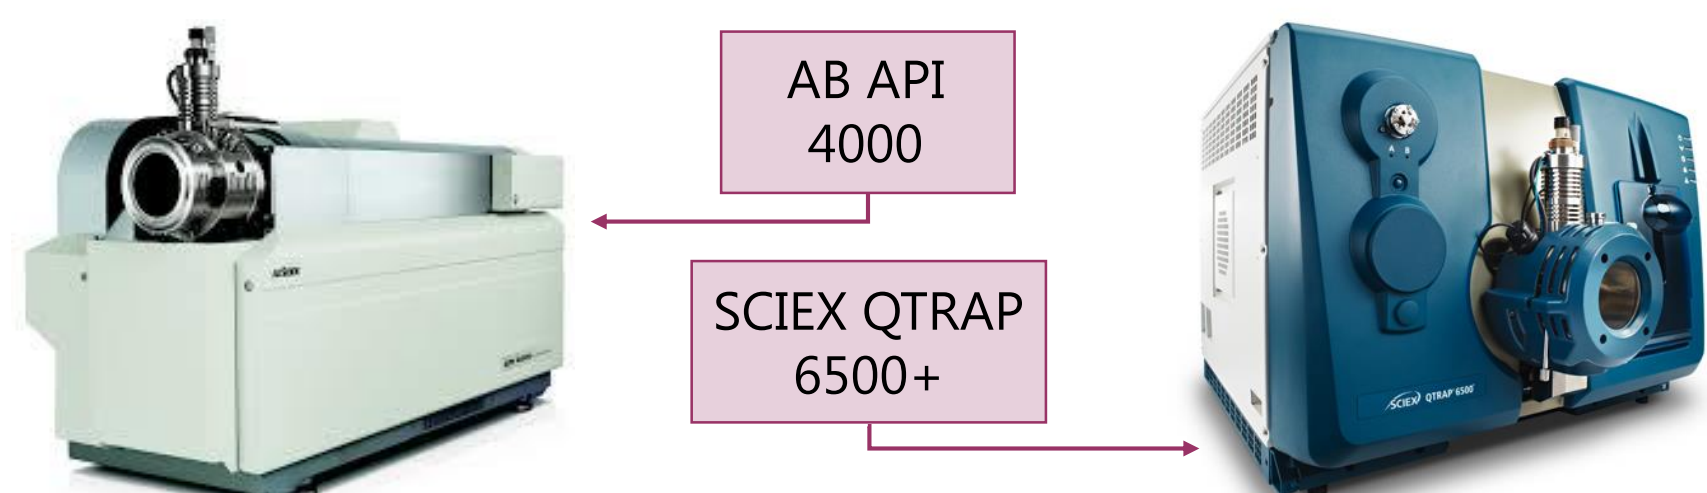 AB API
4000
SCIEX QTRAP
6500+
A B
SCIEX QTRAP 6500